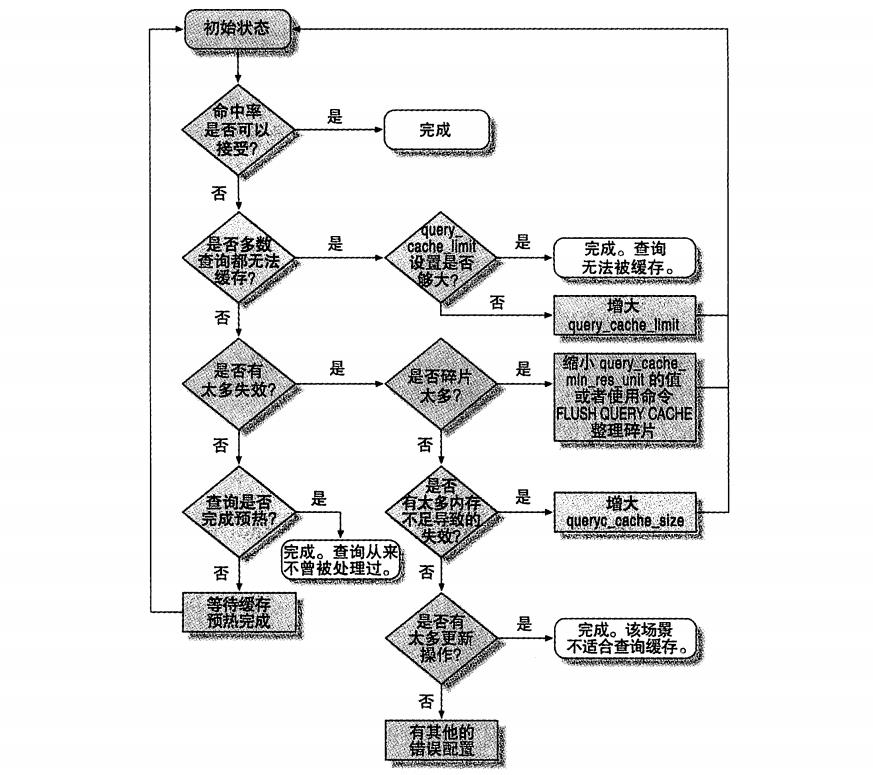 初始状态
命中率
是否可以
接受?
是
完成
否
是否多数
查询都无法
缓存?
是
query_
cache_limit
设置是否
够大?
是
完成。查询
无法被缓存。
否
增大
query_cache_limit
否
是否有
太多失效?
是
是否碎片
太多?
是
缩小 query_cache_
min_res_unit 的值
或者使用命令
FLUSH QUERY CACHE
整理碎片
否
否
查询是否
完成预热?
是
完成。查询从来
不曾被处理过。
是否
有太多内存
不足导致的
失效?
是
增大
queryc_cache_size
否
等待缓存
预热完成
否
是否有
太多更新
操作?
是
完成。该场景
不适合查询缓存。
否
有其他的
错误配置